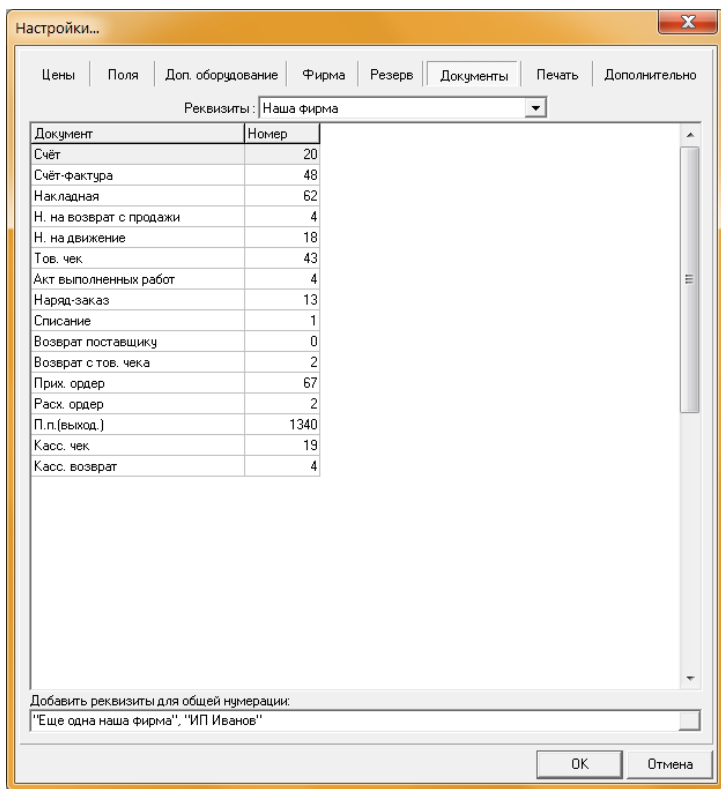 Настройки...
Цены Поля Доп. оборудование Фирма Резерв Документы Печать Дополнительно
Реквизиты : Наша фирма
Документ Номер
Счёт 20
Счёт-фактура 48
Накладная 62
Н. на возврат с продажи 4
Н. на движение 18
Тов. чек 43
Акт выполненных работ 4
Наряд-заказ 13
Списание 1
Возврат поставщику 0
Возврат с тов. чека 2
Прих. ордер 67
Расх. ордер 2
П.п.(выход.) 1340
Касс. чек 19
Касс. возврат 4
Добавить реквизиты для общей нумерации:
"Еще одна наша фирма", "ИП Иванов"
OK Отмена